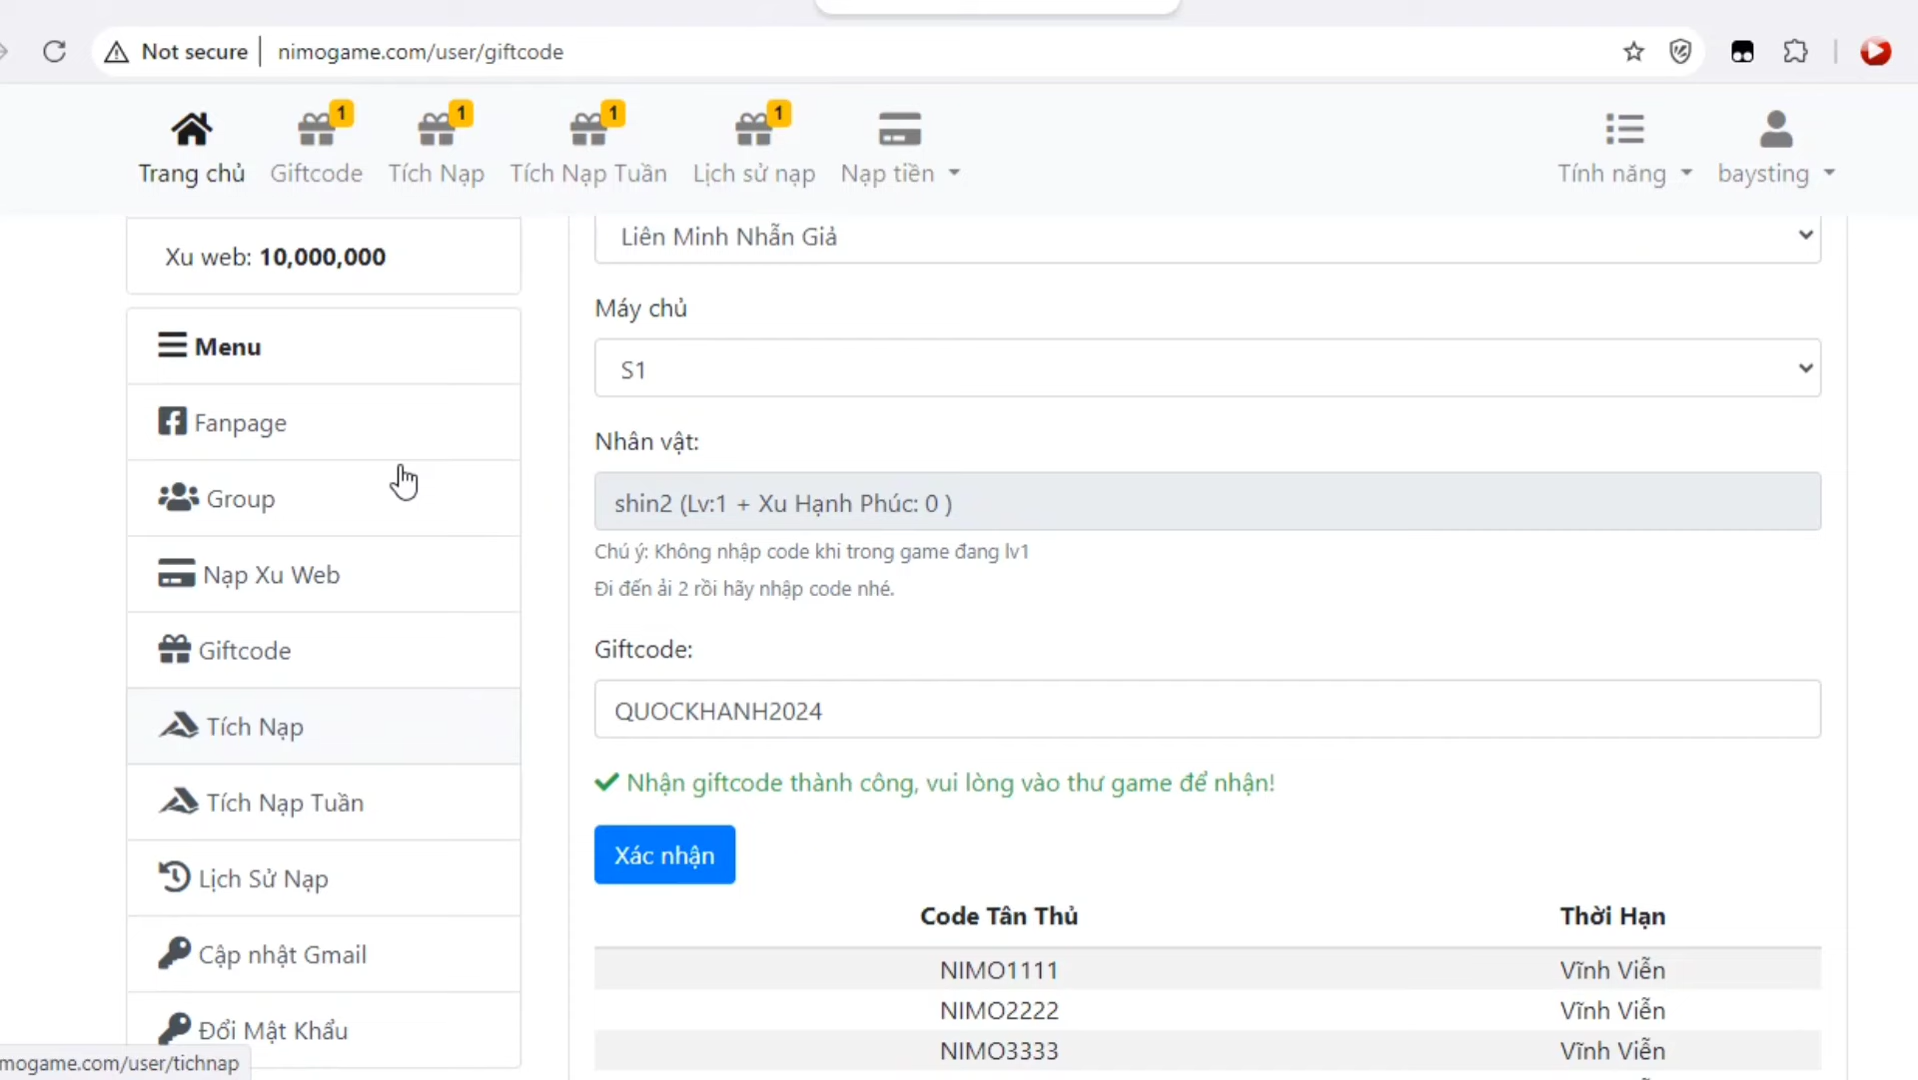 Not secure
nimogame.com/user/giftcode
1
1
1
1
Trang chủ
Giftcode
Tích Nạp
Tích Nạp Tuần
Lịch sử nạp
Nạp tiền
Tính năng
baysting
Xu web: 10,000,000
Menu
Fanpage
Group
Nạp Xu Web
Giftcode
Tích Nạp
Tích Nạp Tuần
Lịch Sử Nạp
Cập nhật Gmail
Đổi Mật Khẩu
mogame.com/user/tichnap
Liên Minh Nhẫn Giả
Máy chủ
S1
Nhân vật:
shin2 (Lv:1 + Xu Hạnh Phúc: 0 )
Chú ý: Không nhập code khi trong game đang lv1
Đi đến ải 2 rồi hãy nhập code nhé.
Giftcode:
QUOCKHANH2024
Nhận giftcode thành công, vui lòng vào thư game để nhận!
Xác nhận
Code Tân Thủ Thời Hạn
NIMO1111 Vĩnh Viễn
NIMO2222 Vĩnh Viễn
NIMO3333 Vĩnh Viễn